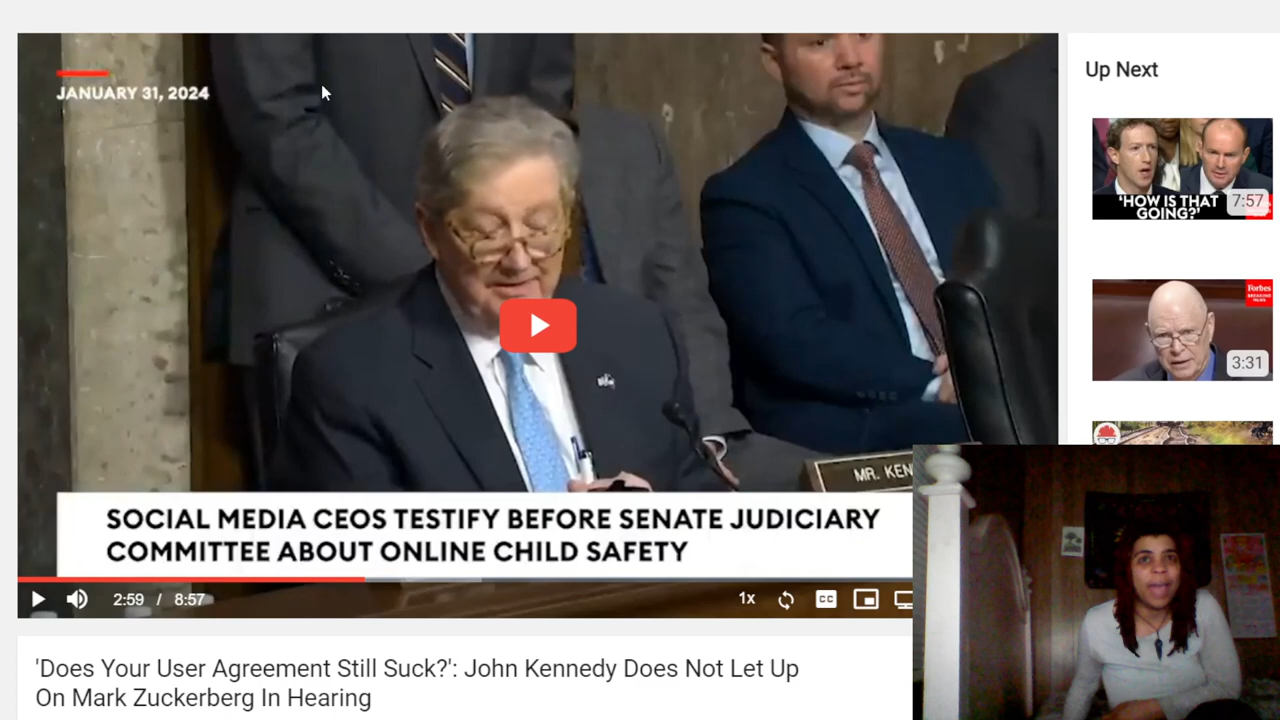 JANUARY 31, 2024
MR. KEN
SOCIAL MEDIA CEOS TESTIFY BEFORE SENATE JUDICIARY
COMMITTEE ABOUT ONLINE CHILD SAFETY
2:59 / 8:57
1x
CC
'Does Your User Agreement Still Suck?': John Kennedy Does Not Let Up
On Mark Zuckerberg In Hearing
Up Next
'HOW IS THAT
GOING?'
7:57
Forbes
BREAKING
NEWS
3:31